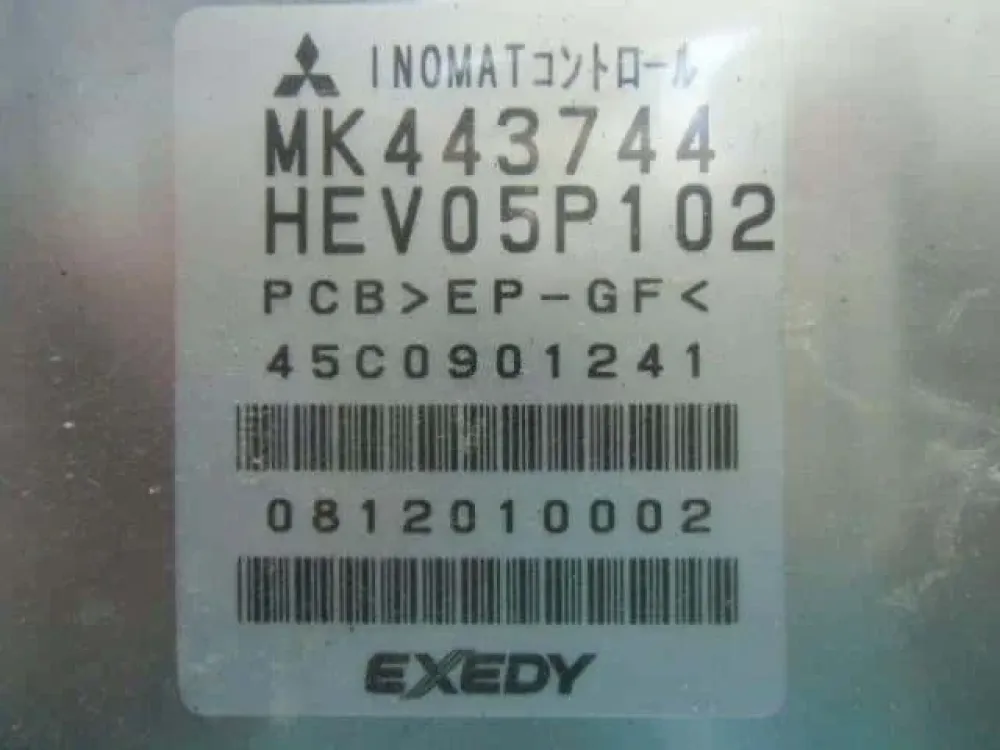 INOMATコントロール
MK443744
HEV05P102
PCB>EP-GF<
45C0901241
0812010002
EXEDY